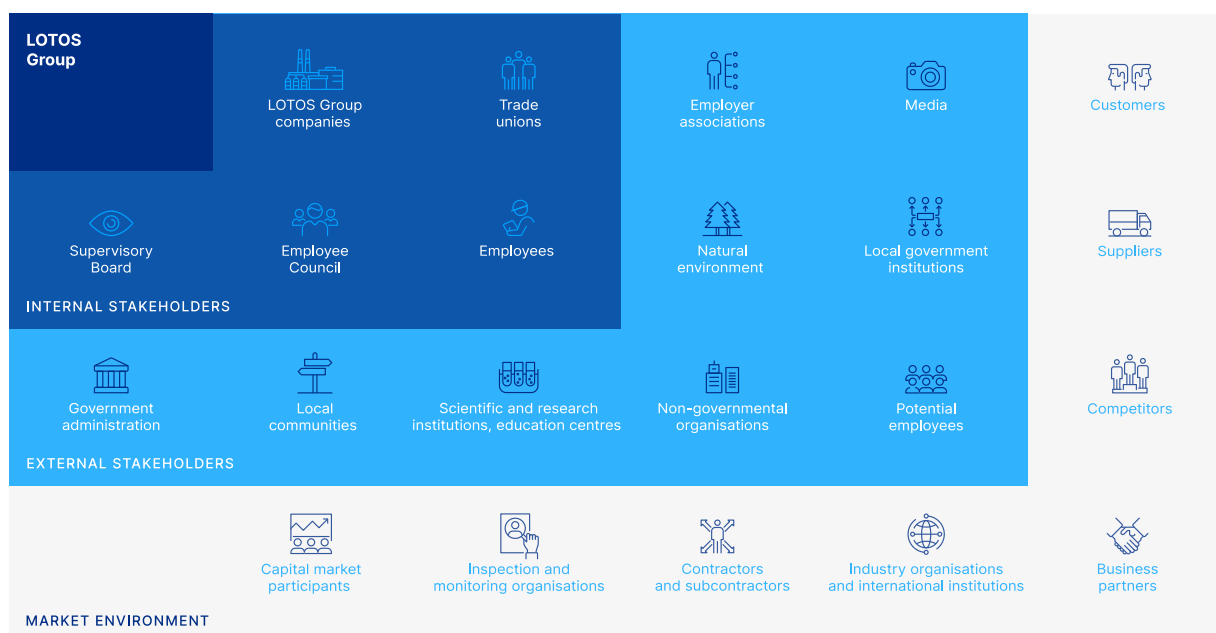 LOTOS
Group
LOTOS Group
companies
Trade
unions
Employer
associations
Media
Customers
Supervisory
Board
Employee
Council
Employees
Natural
environment
Local government
institutions
Suppliers
INTERNAL STAKEHOLDERS
Government
administration
Local
communities
Scientific and research
institutions, education centres
Non-governmental
organisations
Potential
employees
Competitors
EXTERNAL STAKEHOLDERS
Capital market
participants
Inspection and
monitoring organisations
Contractors
and subcontractors
Industry organisations
and international institutions
Business
partners
MARKET ENVIRONMENT